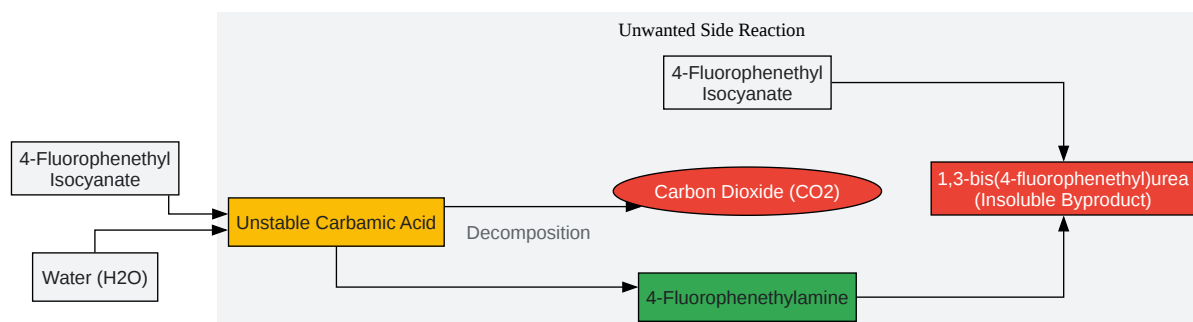 Unwanted Side Reaction
4-Fluorophenethyl
Isocyanate
4-Fluorophenethyl
Isocyanate
Carbon Dioxide (CO2)
1,3-bis(4-fluorophenethyl)urea
(Insoluble Byproduct)
Unstable Carbamic Acid
Decomposition
Water (H2O)
4-Fluorophenethylamine